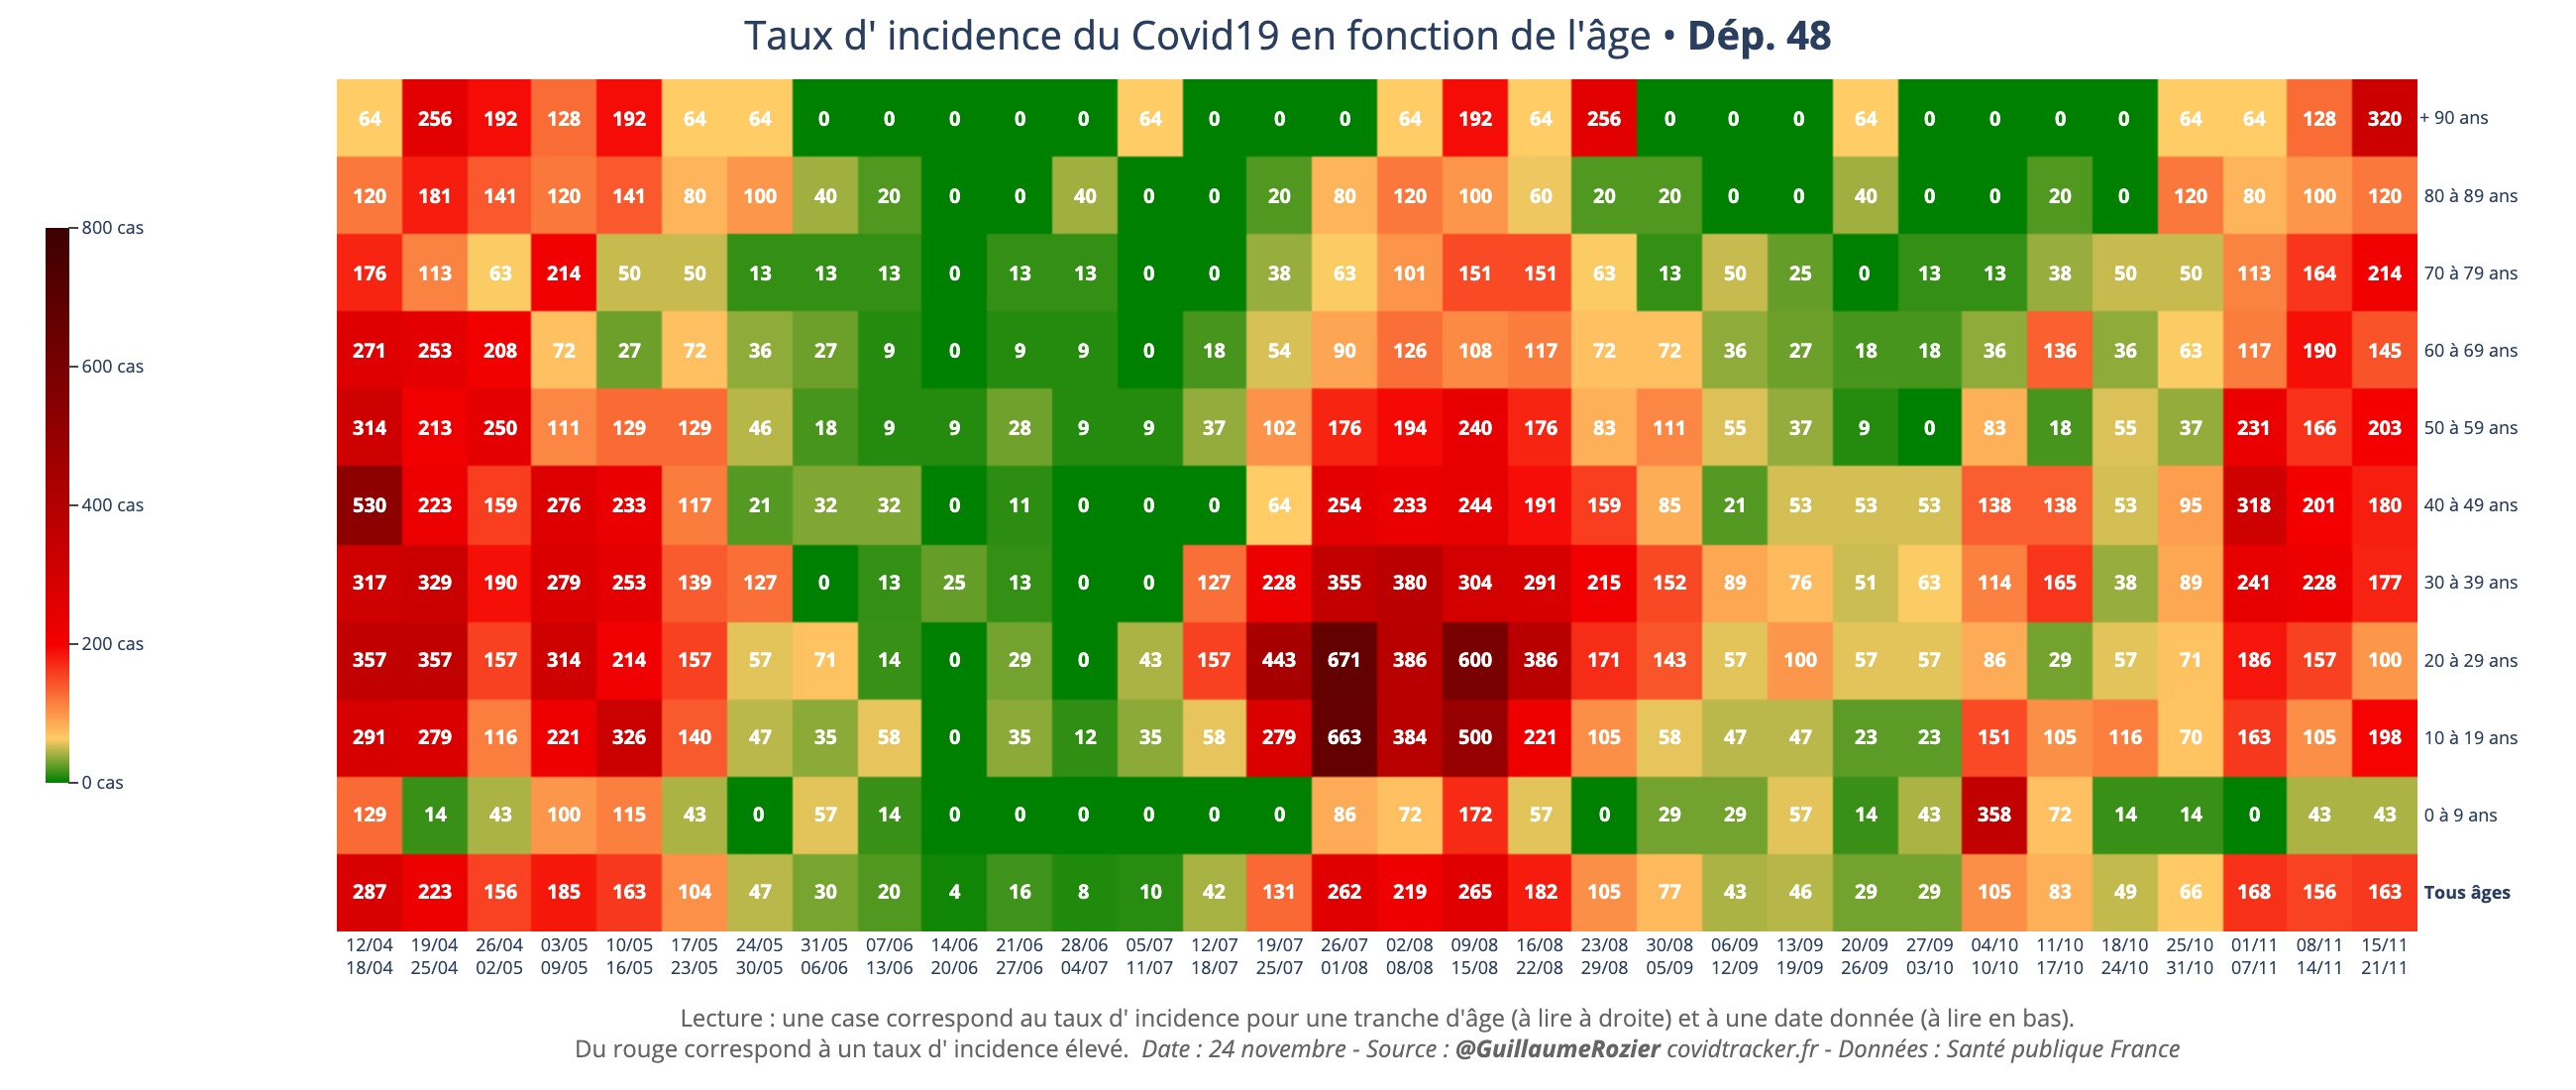 Taux d' incidence du Covid19 en fonction de l'âge • Dép. 48
64 256 192 128 192 64 64 0 0 0 0 0 64 0 0 0 64 192 64 256 0 0 0 64 0 0 0 0 64 64 128 320 + 90 ans
120 181 141 120 141 80 100 40 20 0 0 40 0 0 20 80 120 100 60 20 20 0 0 40 0 0 20 0 120 80 100 120 80 à 89 ans
800 cas
176 113 63 214 50 50 13 13 13 0 13 13 0 0 38 63 101 151 151 63 13 50 25 0 13 13 38 50 50 113 164 214 70 à 79 ans
271 253 208 72 27 72 36 27 9 0 9 9 0 18 54 90 126 108 117 72 72 36 27 18 18 36 136 36 63 117 190 145 60 à 69 ans
600 cas
314 213 250 111 129 129 46 18 9 9 28 9 9 37 102 176 194 240 176 83 111 55 37 9 0 83 18 55 37 231 166 203 50 à 59 ans
400 cas
530 223 159 276 233 117 21 32 32 0 11 0 0 0 64 254 233 244 191 159 85 21 53 53 53 138 138 53 95 318 201 180 40 à 49 ans
317 329 190 279 253 139 127 0 13 25 13 0 0 127 228 355 380 304 291 215 152 89 76 51 63 114 165 38 89 241 228 177 30 à 39 ans
200 cas
357 357 157 314 214 157 57 71 14 0 29 0 43 157 443 671 386 600 386 171 143 57 100 57 57 86 29 57 71 186 157 100 20 à 29 ans
291 279 116 221 326 140 47 35 58 0 35 12 35 58 279 663 384 500 221 105 58 47 47 23 23 151 105 116 70 163 105 198 10 à 19 ans
0 cas
129 14 43 100 115 43 0 57 14 0 0 0 0 0 0 86 72 172 57 0 29 29 57 14 43 358 72 14 14 0 43 43 0 à 9 ans
287 223 156 185 163 104 47 30 20 4 16 8 10 42 131 262 219 265 182 105 77 43 46 29 29 105 83 49 66 168 156 163 Tous âges
12/04 19/04 26/04 03/05 10/05 17/05 24/05 31/05 07/06 14/06 21/06 28/06 05/07 12/07 19/07 26/07 02/08 09/08 16/08 23/08 30/08 06/09 13/09 20/09 27/09 04/10 11/10 18/10 25/10 01/11 08/11 15/11
18/04 25/04 02/05 09/05 16/05 23/05 30/05 06/06 13/06 20/06 27/06 04/07 11/07 18/07 25/07 01/08 08/08 15/08 22/08 29/08 05/09 12/09 19/09 26/09 03/10 10/10 17/10 24/10 31/10 07/11 14/11 21/11
Lecture : une case correspond au taux d' incidence pour une tranche d'âge (à lire à droite) et à une date donnée (à lire en bas).
Du rouge correspond à un taux d' incidence élevé. Date : 24 novembre - Source : @GuillaumeRozier covidtracker.fr - Données : Santé publique France